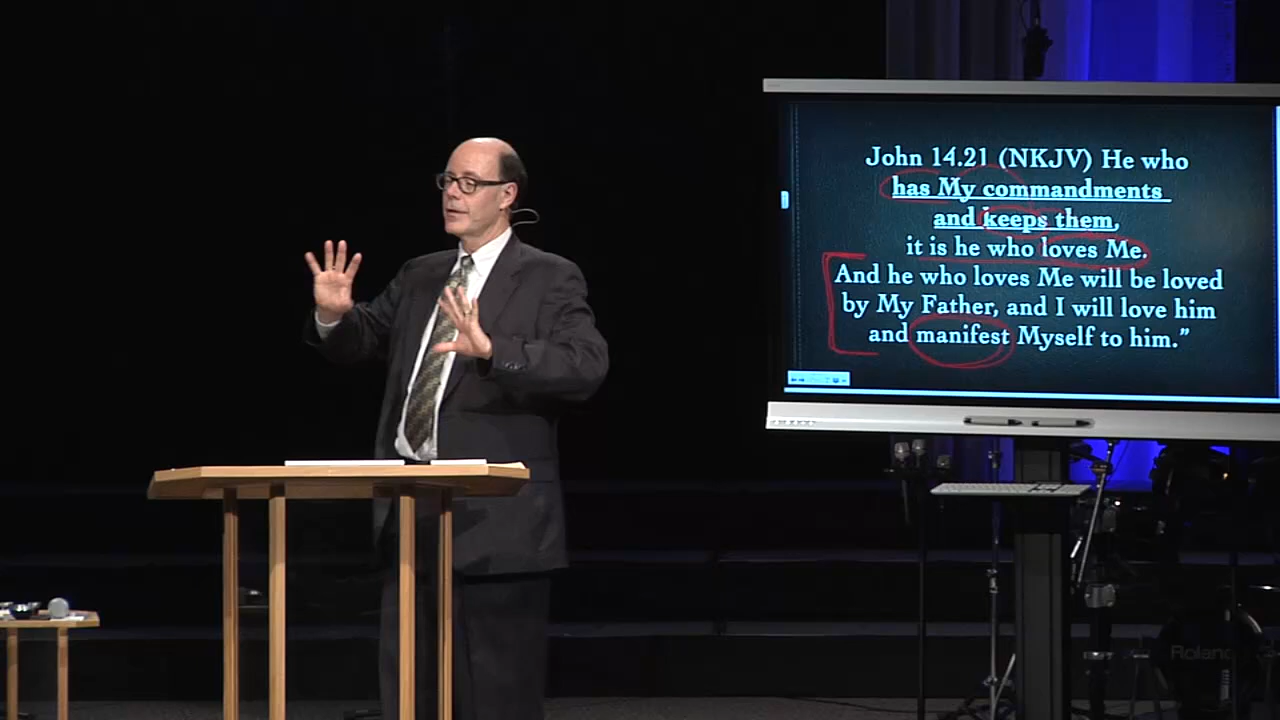 John 14.21 (NKJV) He who
has My commandments
and keeps them,
it is he who loves Me.
And he who loves Me will be loved
by My Father, and I will love him
and manifest Myself to him.”
Roland